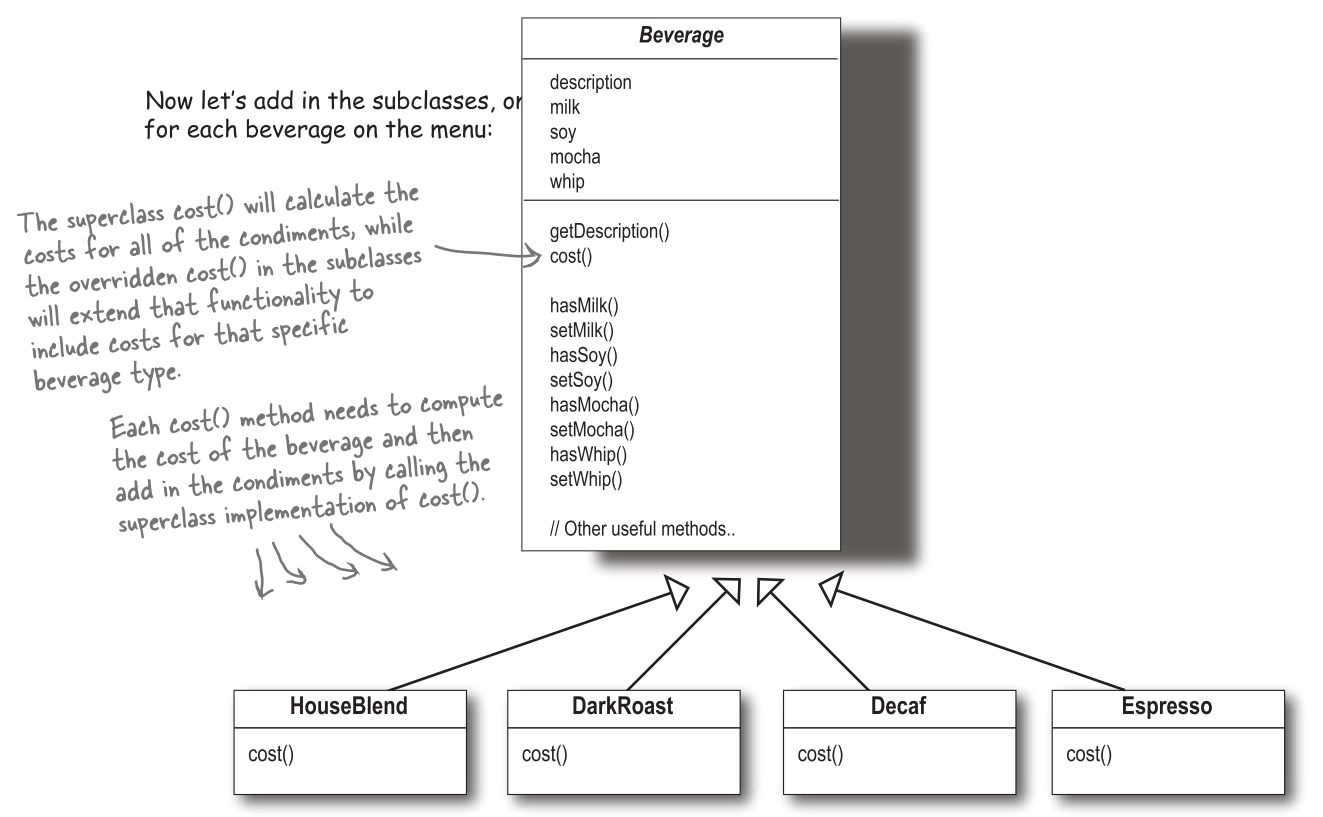 Now let's add in the subclasses, or
for each beverage on the menu:
The superclass cost() will calculate the
costs for all of the condiments, while
the overridden cost() in the subclasses
will extend that functionality to
include costs for that specific
beverage type.
Each cost() method needs to compute
the cost of the beverage and then
add in the condiments by calling the
superclass implementation of cost().
Beverage
description
milk
soy
mocha
whip
getDescription()
cost()
hasMilk()
setMilk()
hasSoy()
setSoy()
hasMocha()
setMocha()
hasWhip()
setWhip()
// Other useful methods..
HouseBlend
cost()
DarkRoast
cost()
Decaf
cost()
Espresso
cost()